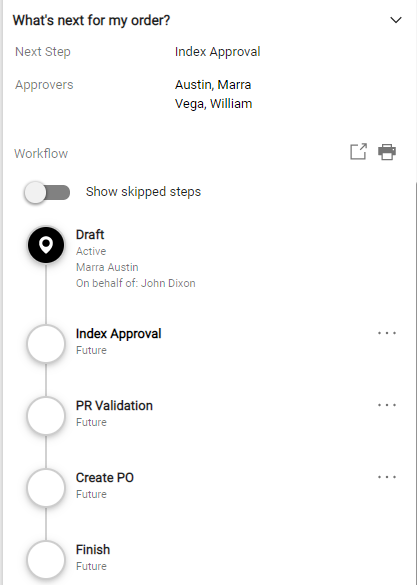 What's next for my order?
Next Step Index Approval
Approvers Austin, Marra
Vega, William
Workflow
Show skipped steps
Draft
Active
Marra Austin
On behalf of: John Dixon
Index Approval
Future
PR Validation
Future
Create PO
Future
Finish
Future